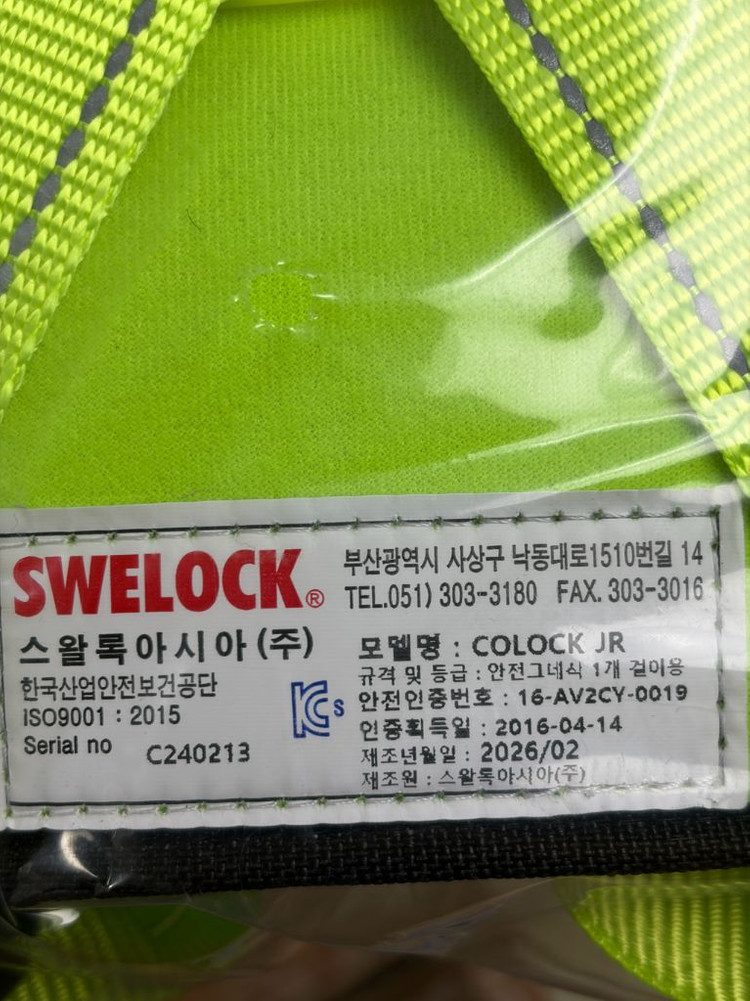 SWELOCK®
스왈록아시아(주)
한국산업안전보건공단
ISO9001 : 2015
Serial no C240213
KCs
부산광역시 사상구 낙동대로1510번길 14
TEL.051) 303-3180 FAX. 303-3016
모델명 : COLOCK JR
규격 및 등급 : 안전그네식 1개 걸이용
안전인증번호 : 16-AV2CY-0019
인증획득일 : 2016-04-14
제조년월일 : 2026/02
제조원 : 스왈록아시아(주)